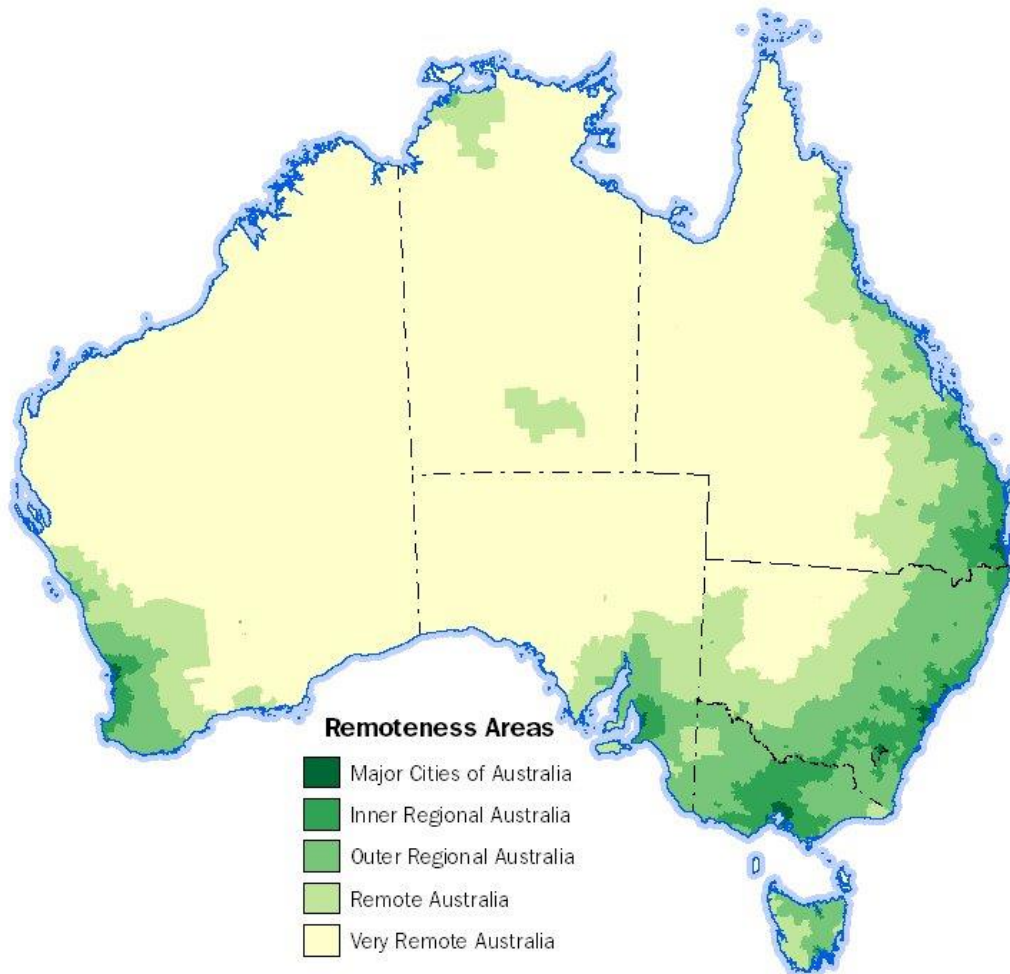 Remoteness Areas
Major Cities of Australia
Inner Regional Australia
Outer Regional Australia
Remote Australia
Very Remote Australia